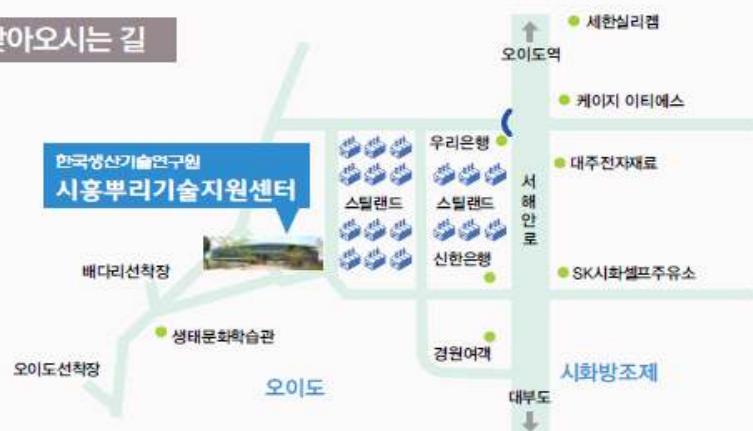 찾아오시는 길
세한실리켐
오이도역
케이지 이티에스
우리은행
대주전자재료
한국생산기술연구원
시흥뿌리기술지원센터
스틸랜드
스틸랜드
서해안로
배다리선착장
신한은행
SK시화셀프주유소
생태문화학습관
경원여객
오이도선착장
오이도
시화방조제
대부도